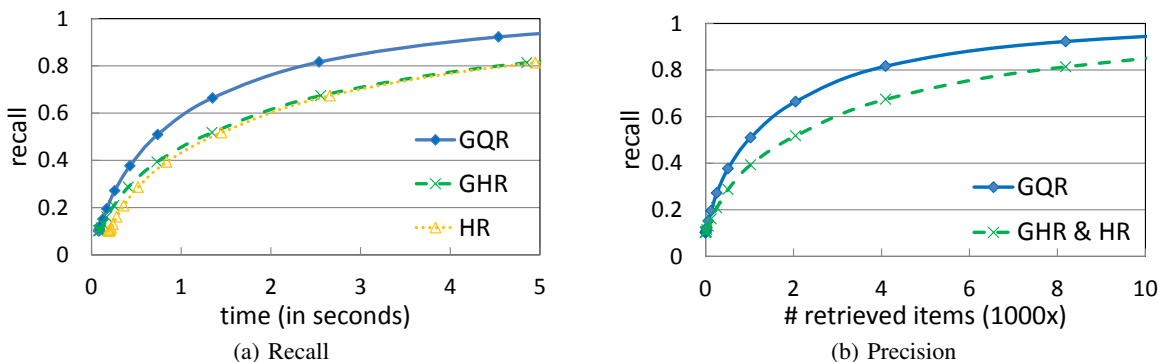 1
0.8
0.6
0.4
0.2
0
recall
GQR
GHR
HR
0 1 2 3 4 5
time (in seconds)
(a) Recall
1
0.8
0.6
0.4
0.2
0
recall
GQR
GHR & HR
0 2 4 6 8 10
# retrieved items (1000x)
(b) Precision